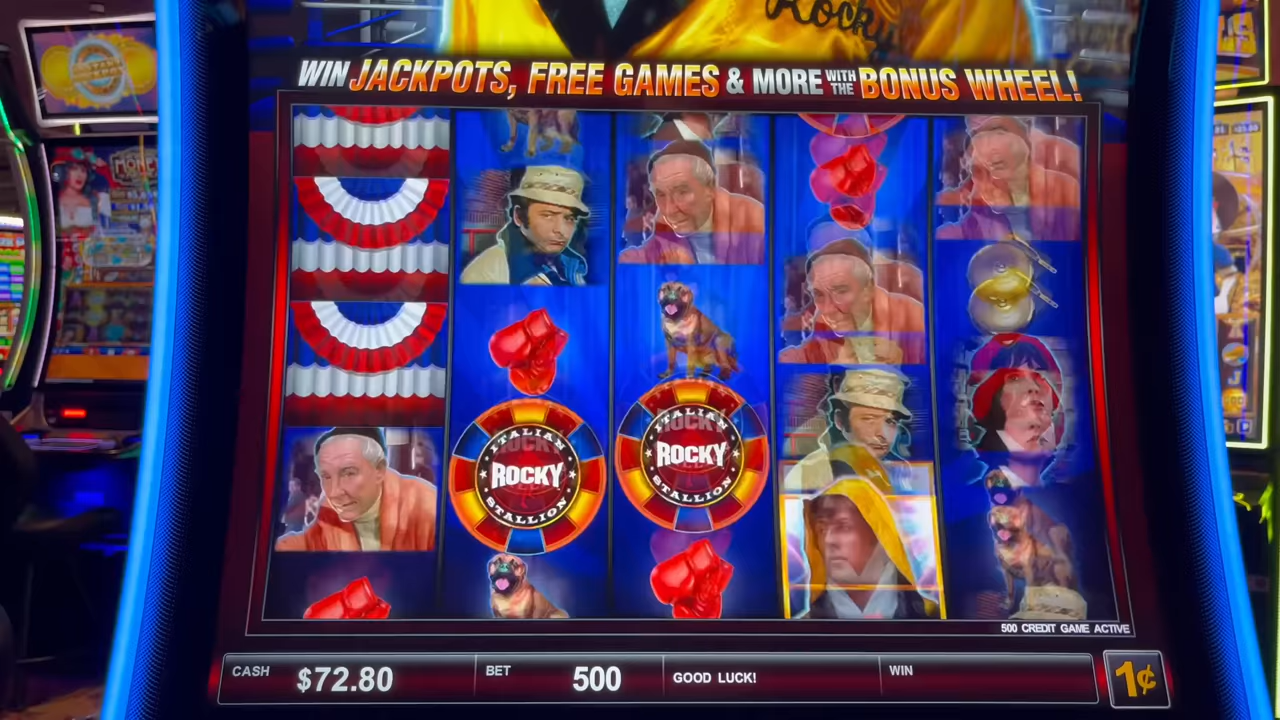 Rocky
WIN JACKPOTS, FREE GAMES & MORE WITH THE BONUS WHEEL!
ITALIAN
ROCKY
STALLION
ITALIAN
ROCKY
STALLION
500 CREDIT GAME ACTIVE
CASH $72.80 BET 500 GOOD LUCK! WIN 1¢